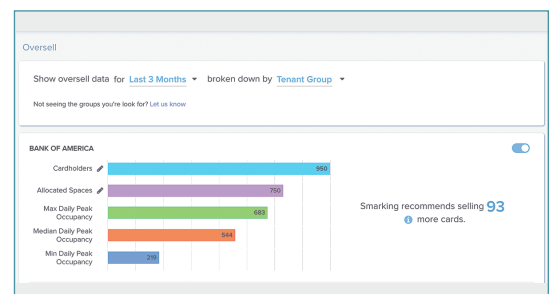 Oversell
Show oversell data for Last 3 Months broken down by Tenant Group
Not seeing the groups you're look for? Let us know
BANK OF AMERICA
Cardholders
950
Allocated Spaces
750
Max Daily Peak
Occupancy
683
Median Daily Peak
Occupancy
544
Min Daily Peak
Occupancy
219
Smarking recommends selling 93
more cards.